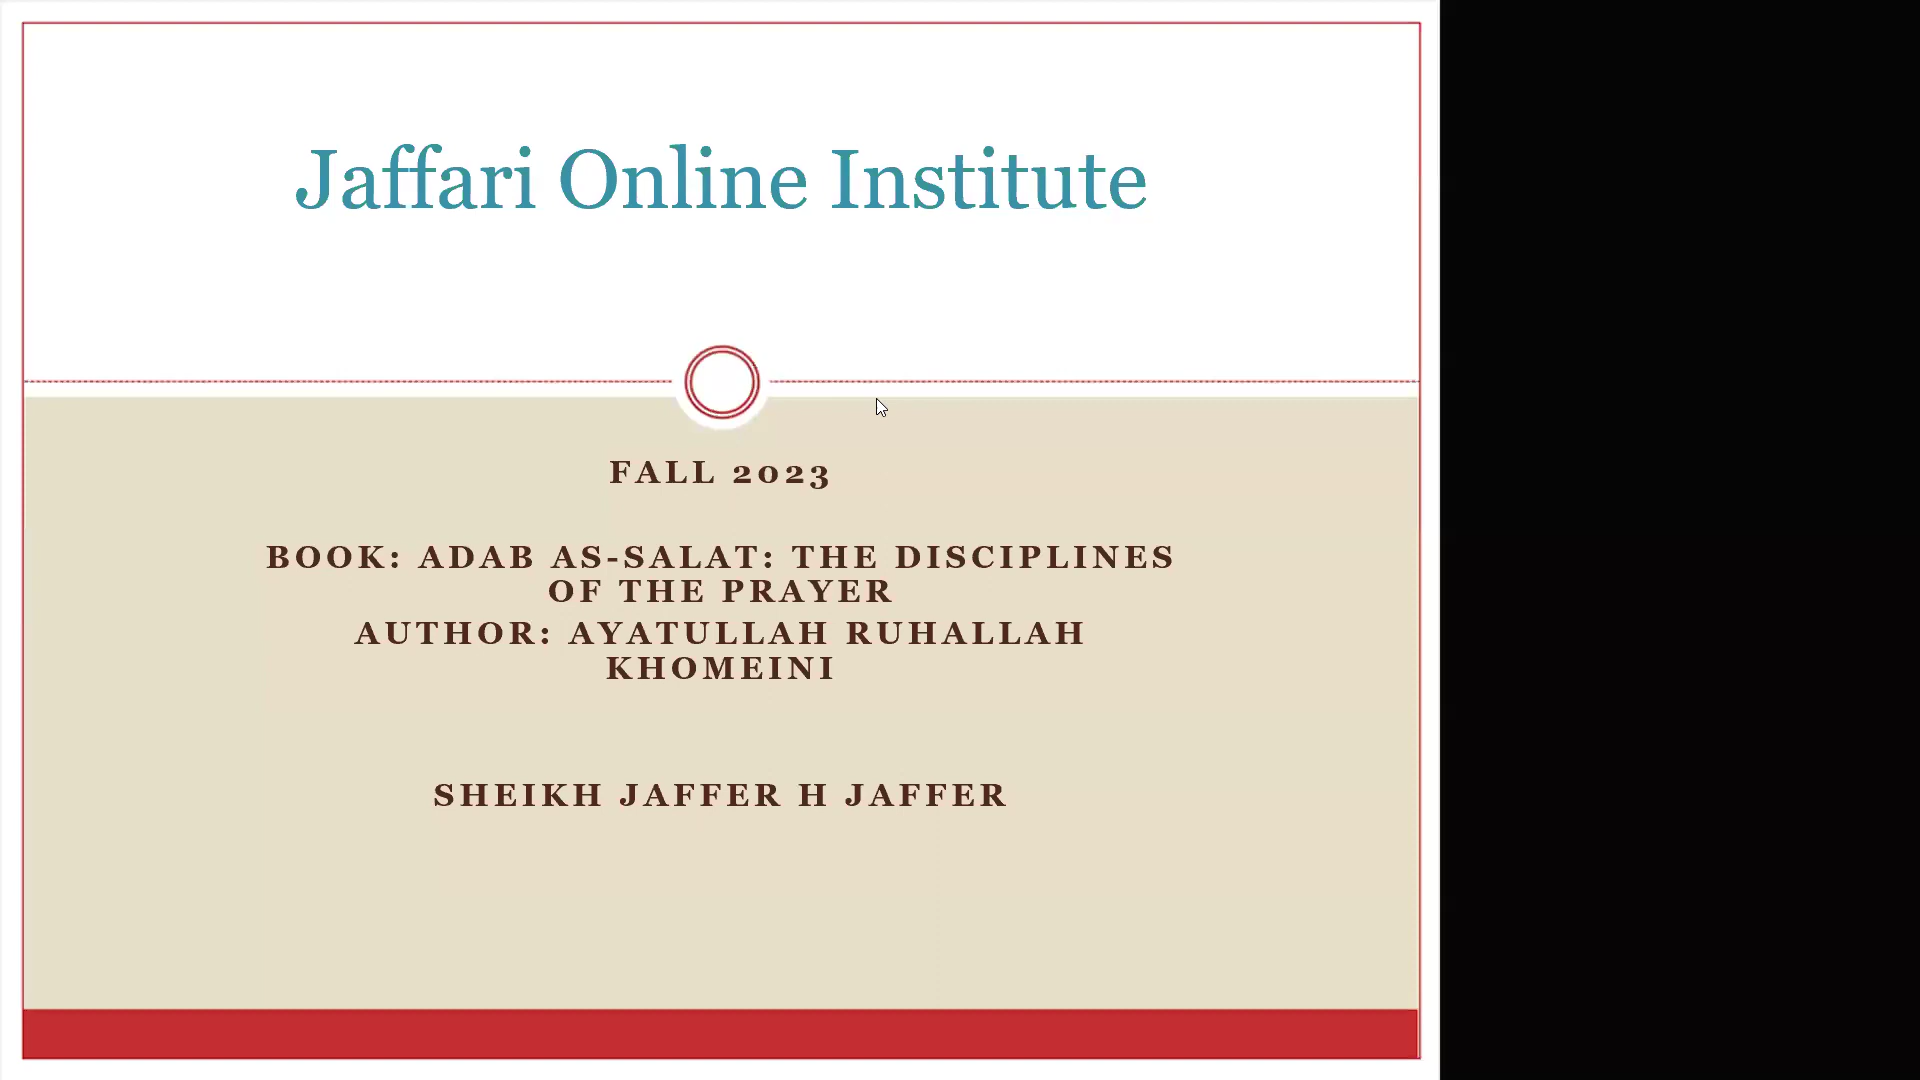 Jaffari Online Institute
FALL 2023
BOOK: ADAB AS-SALAT: THE DISCIPLINES
OF THE PRAYER
AUTHOR: AYATULLAH RUHALLAH
KHOMEINI
SHEIKH JAFFER H JAFFER